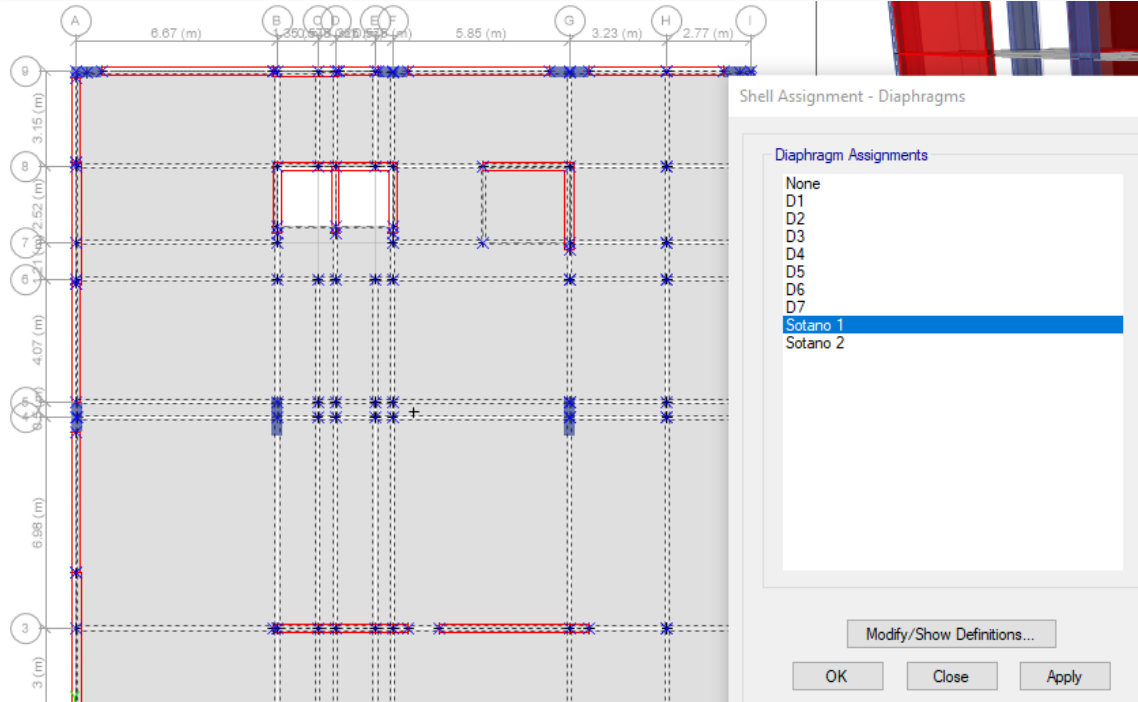 A B C D E F G H I
6.67 (m) 5.85 (m) 3.23 (m) 2.77 (m)
9
3.15 (m)
8
2.52 (m)
7
6
4.07 (m)
5
4
6.98 (m)
3
3 (m)
Shell Assignment - Diaphragms
Diaphragm Assignments
None
D1
D2
D3
D4
D5
D6
D7
Sotano 1
Sotano 2
Modify/Show Definitions...
OK Close Apply